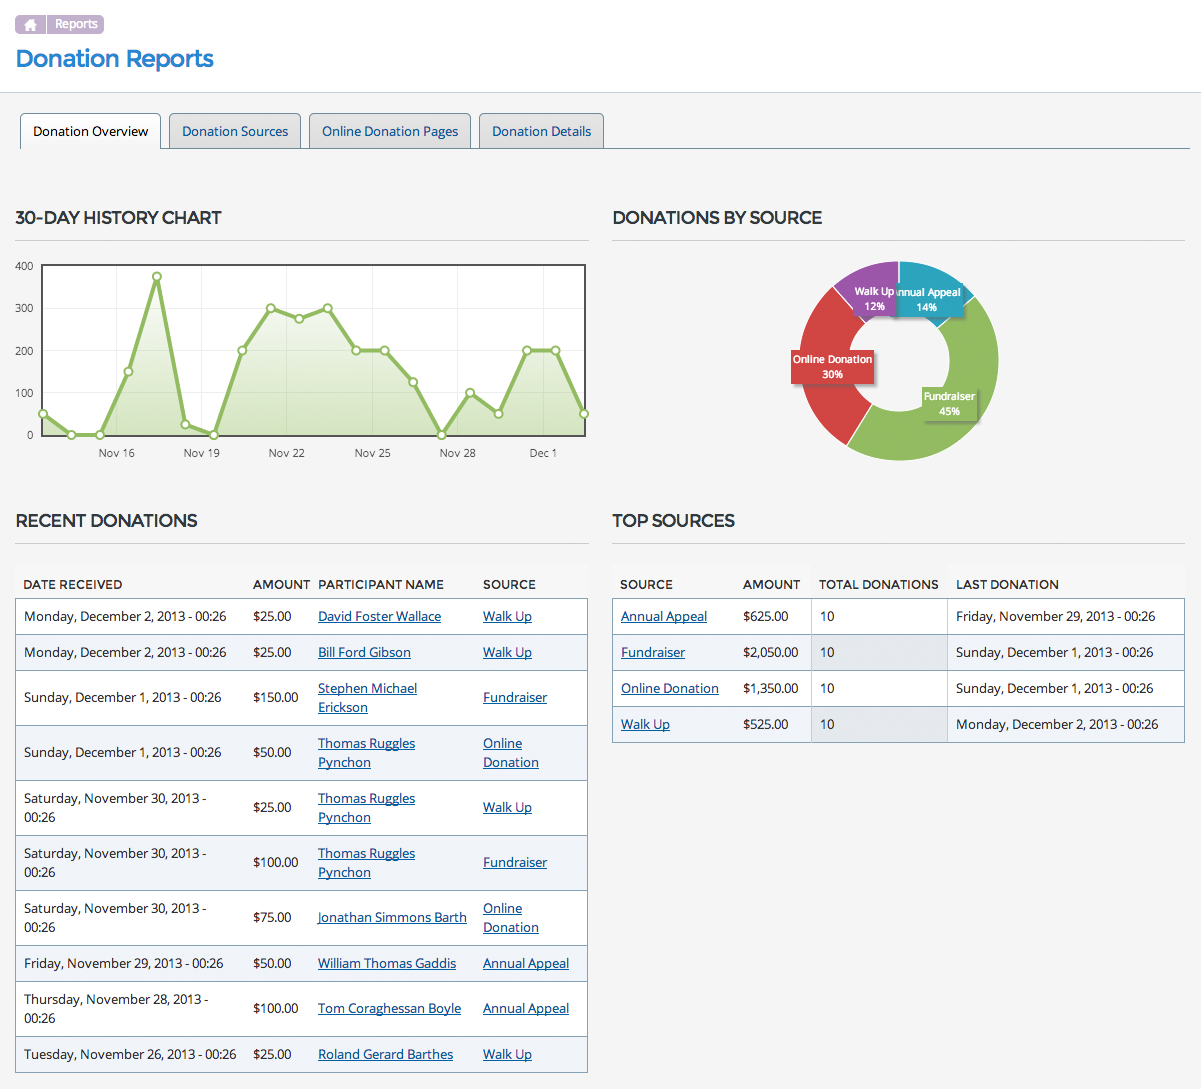 Reports
Donation Reports
Donation Overview
Donation Sources
Online Donation Pages
Donation Details
30-DAY HISTORY CHART
400
300
200
100
0
Nov 16
Nov 19
Nov 22
Nov 25
Nov 28
Dec 1
DONATIONS BY SOURCE
Walk Up
12%
nnual Appeal
14%
Online Donation
30%
Fundraiser
45%
RECENT DONATIONS
DATE RECEIVED AMOUNT PARTICIPANT NAME SOURCE
Monday, December 2, 2013 - 00:26 $25.00 David Foster Wallace Walk Up
Monday, December 2, 2013 - 00:26 $25.00 Bill Ford Gibson Walk Up
Sunday, December 1, 2013 - 00:26 $150.00 Stephen Michael
Erickson Fundraiser
Sunday, December 1, 2013 - 00:26 $50.00 Thomas Ruggles
Pynchon Online
Donation
Saturday, November 30, 2013 -
00:26 $25.00 Thomas Ruggles
Pynchon Walk Up
Saturday, November 30, 2013 -
00:26 $100.00 Thomas Ruggles
Pynchon Fundraiser
Saturday, November 30, 2013 -
00:26 $75.00 Jonathan Simmons Barth Online
Donation
Friday, November 29, 2013 - 00:26 $50.00 William Thomas Gaddis Annual Appeal
Thursday, November 28, 2013 -
00:26 $100.00 Tom Coraghessan Boyle Annual Appeal
Tuesday, November 26, 2013 - 00:26 $25.00 Roland Gerard Barthes Walk Up
TOP SOURCES
SOURCE AMOUNT TOTAL DONATIONS LAST DONATION
Annual Appeal $625.00 10 Friday, November 29, 2013 - 00:26
Fundraiser $2,050.00 10 Sunday, December 1, 2013 - 00:26
Online Donation $1,350.00 10 Sunday, December 1, 2013 - 00:26
Walk Up $525.00 10 Monday, December 2, 2013 - 00:26